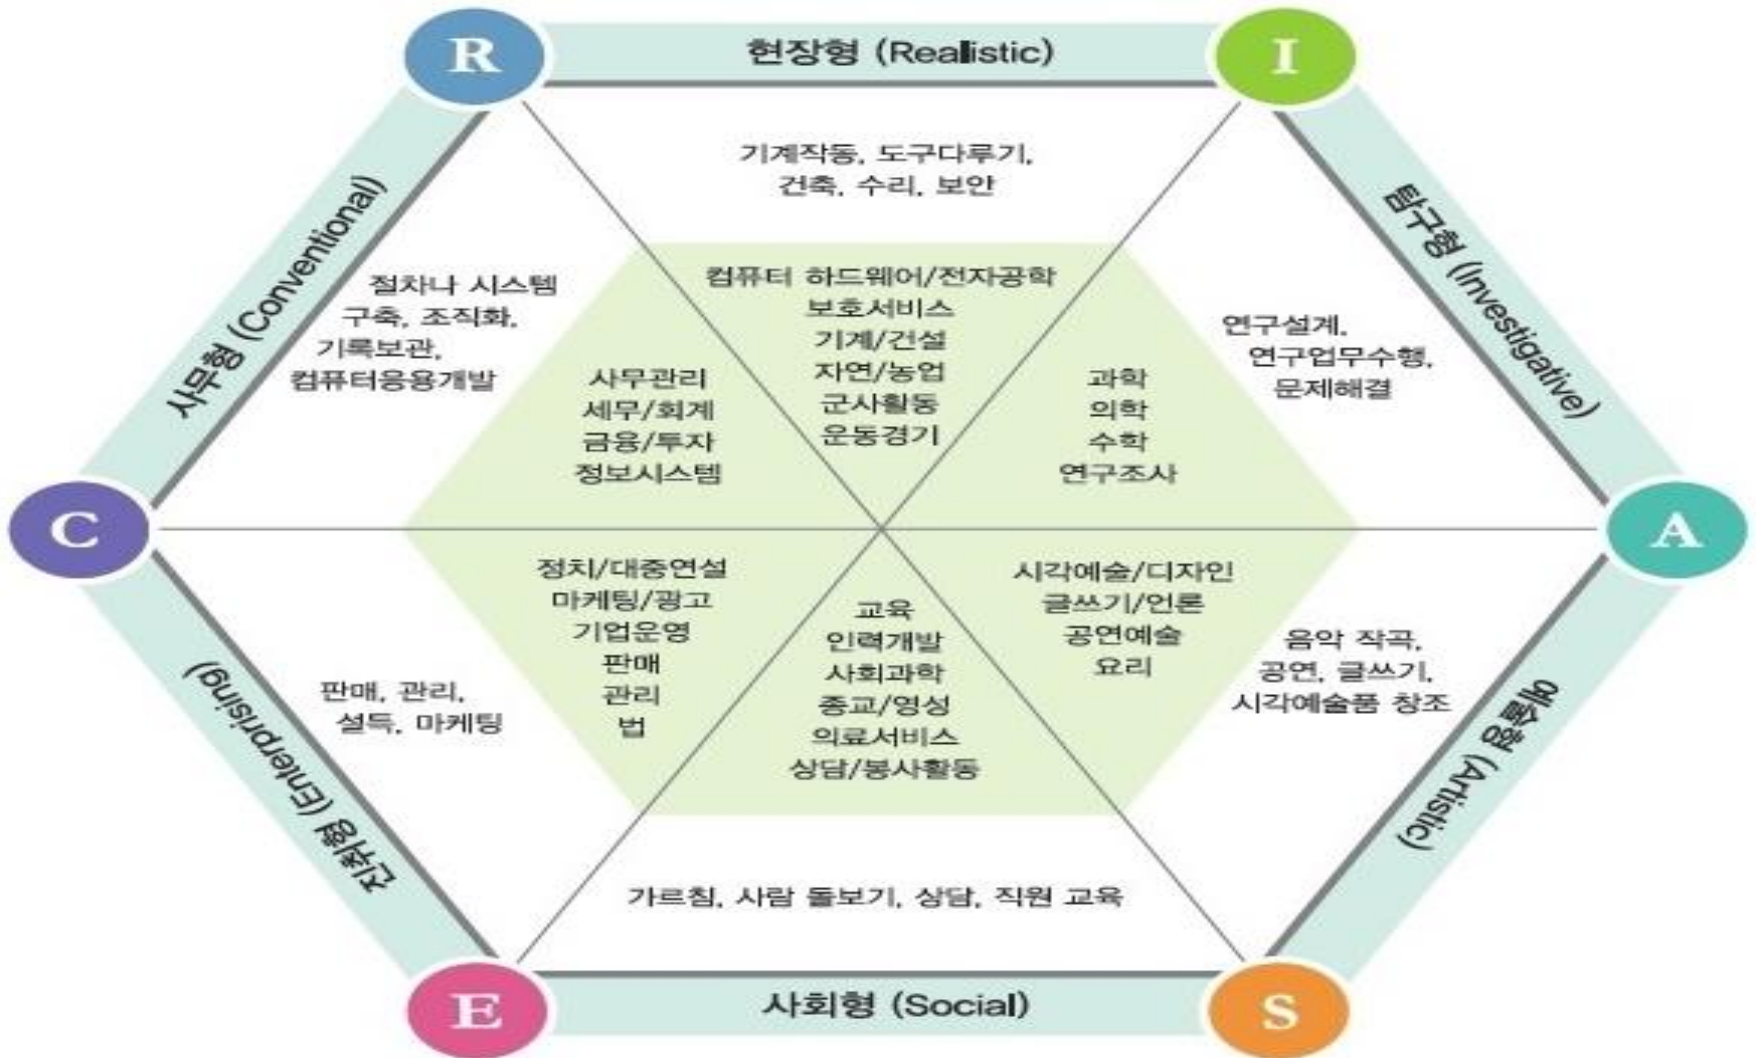 R
현장형 (Realistic)
I
기계작동, 도구다루기,
건축, 수리, 보안
탐구형 (Investigative)
연구설계,
연구업무수행,
문제해결
사무형 (Conventional)
절차나 시스템
구축, 조직화,
기록보관,
컴퓨터응용개발
컴퓨터 하드웨어/전자공학
보호서비스
기계/건설
자연/농업
군사활동
운동경기
사무관리
세무/회계
금융/투자
정보시스템
과학
의학
수학
연구조사
C
A
정치/대중연설
마케팅/광고
기업운영
판매
관리
법
교육
인력개발
사회과학
종교/영성
의료서비스
상담/봉사활동
시각예술/디자인
글쓰기/언론
공연예술
요리
진취형 (Enterprising)
판매, 관리,
설득, 마케팅
음악 작곡,
공연, 글쓰기,
시각예술품 창조
예술형 (Artistic)
가르침, 사람 돌보기, 상담, 직원 교육
E
사회형 (Social)
S